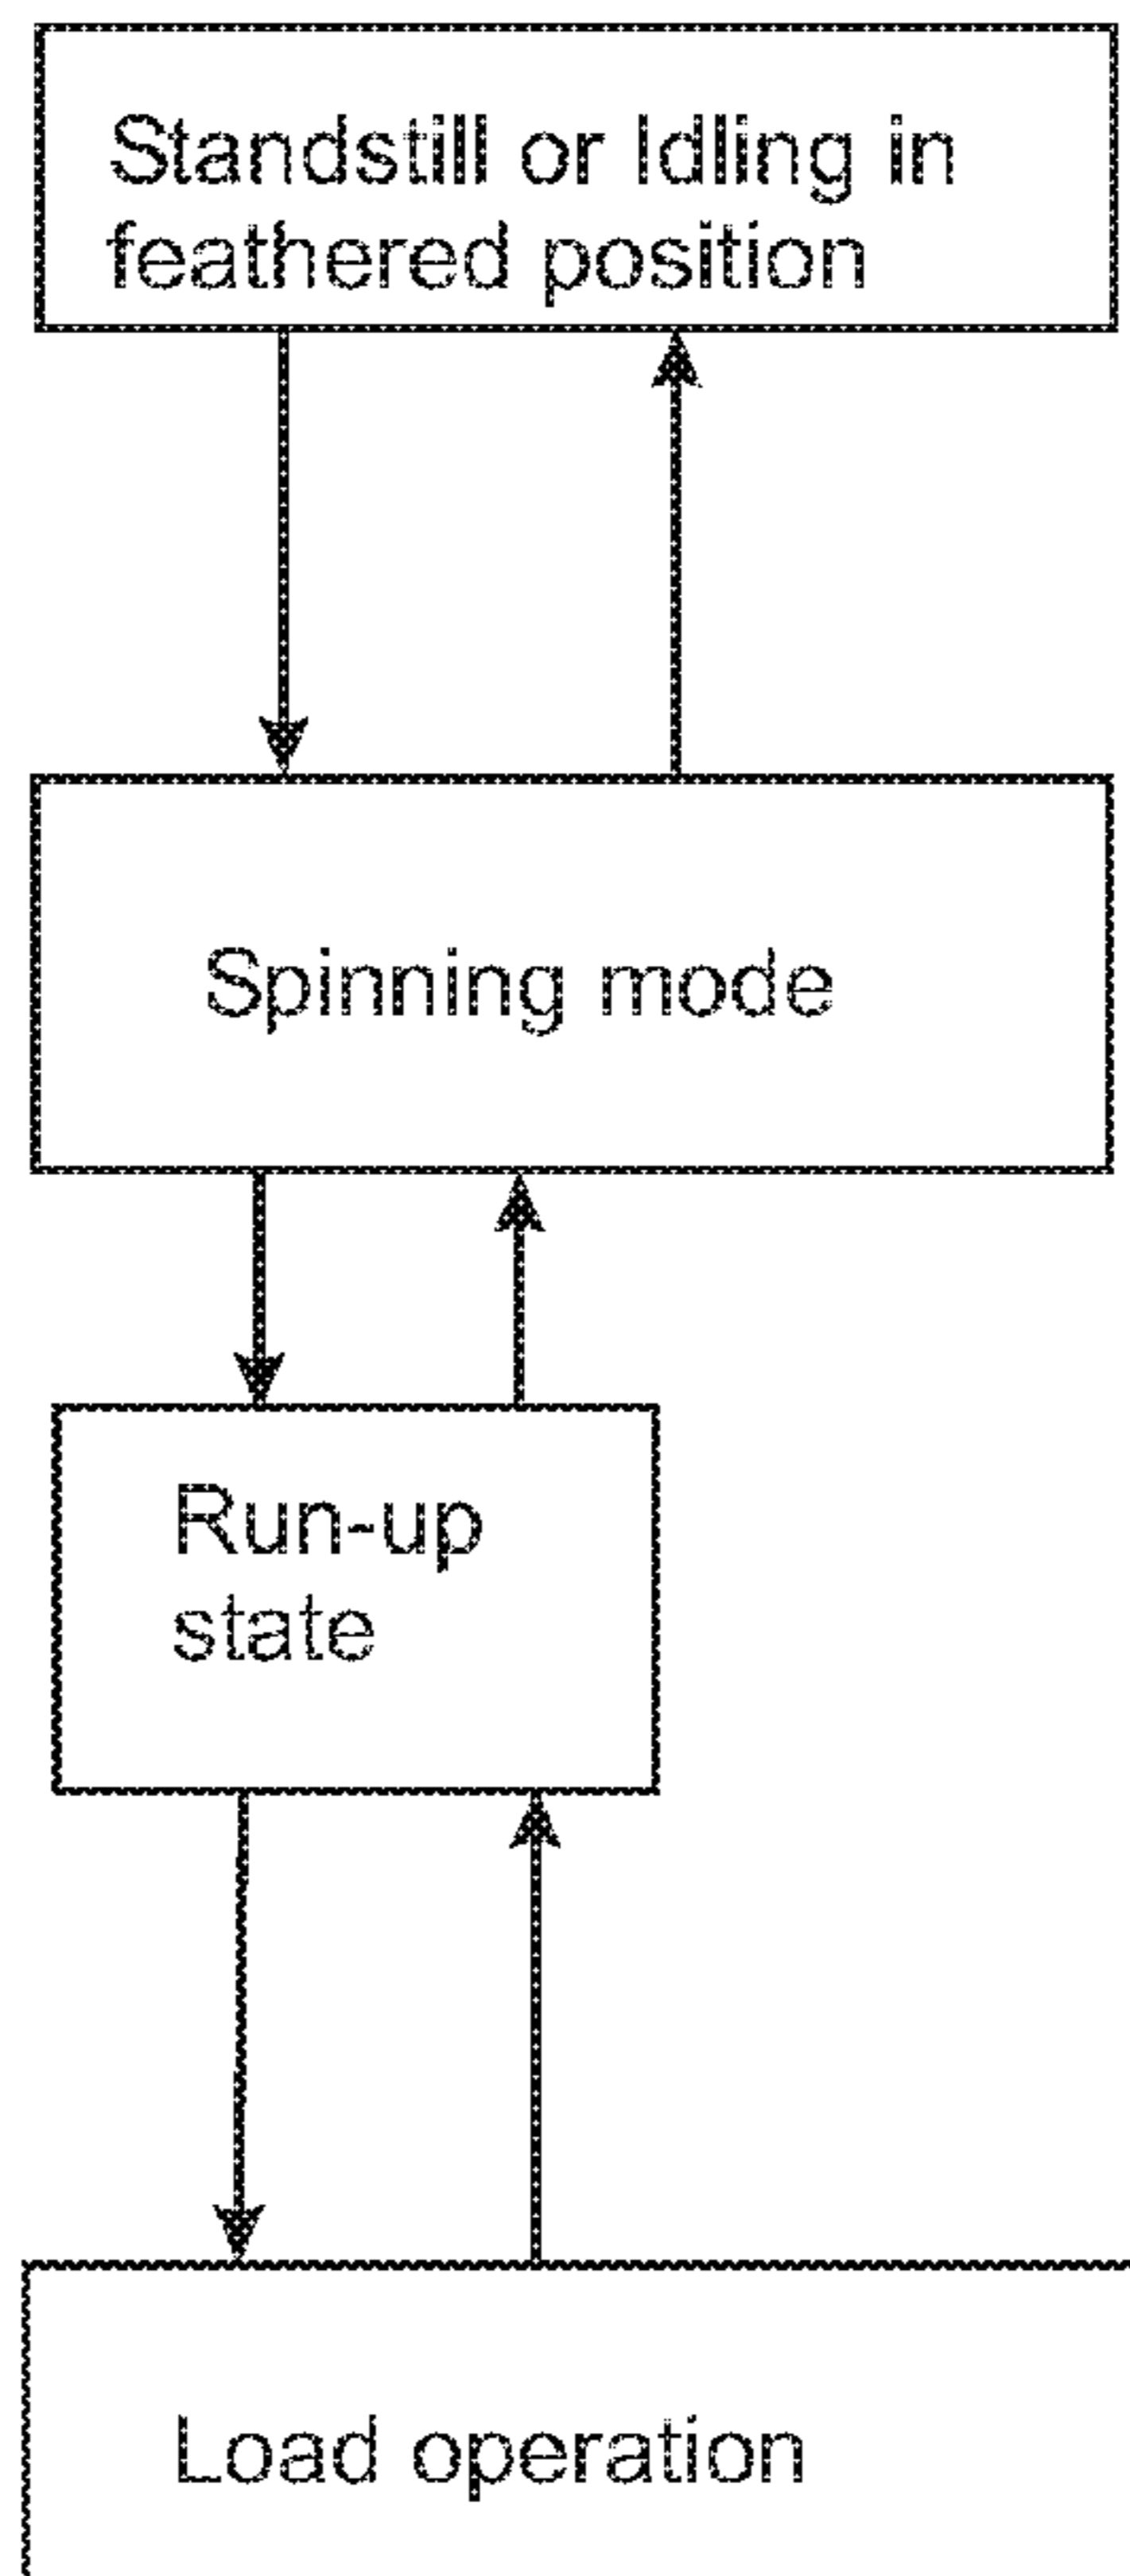 Standstill or Idling in
feathered position
Spinning mode
Run-up
state
Load operation